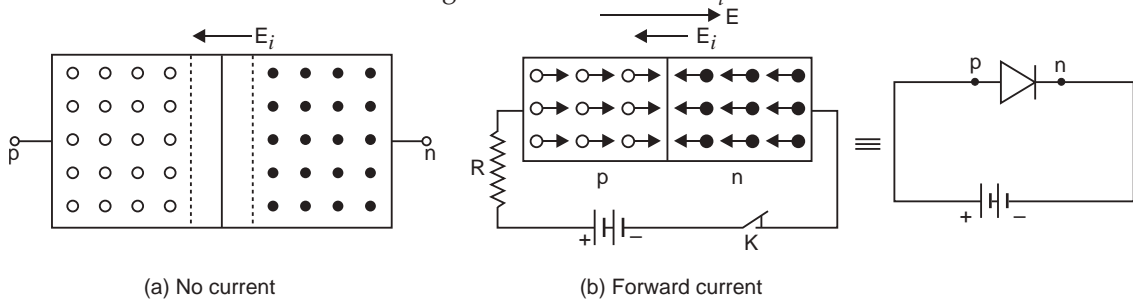 g
i
E
E_i
E_i
p n
p n
R
p n
+ – K
+ –
≡
(a) No current
(b) Forward current